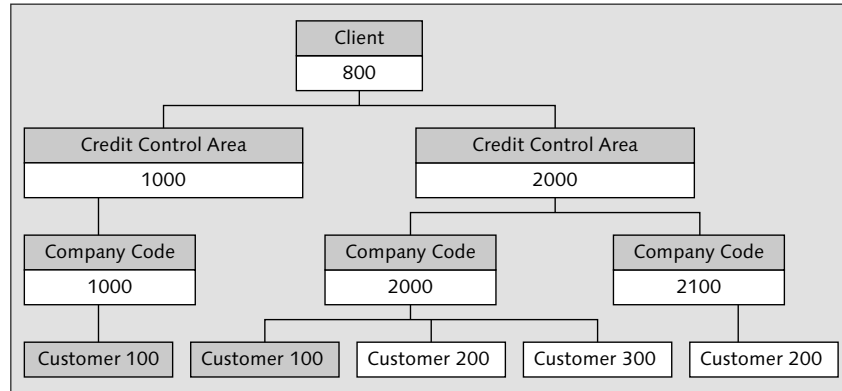 Client
800
Credit Control Area
1000
Credit Control Area
2000
Company Code
1000
Company Code
2000
Company Code
2100
Customer 100
Customer 100
Customer 200
Customer 300
Customer 200